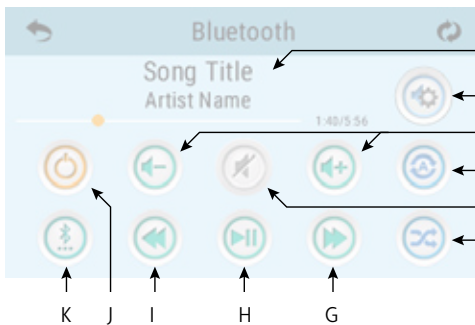 Bluetooth
Song Title
Artist Name
1:40/5:56
A
K J I H G